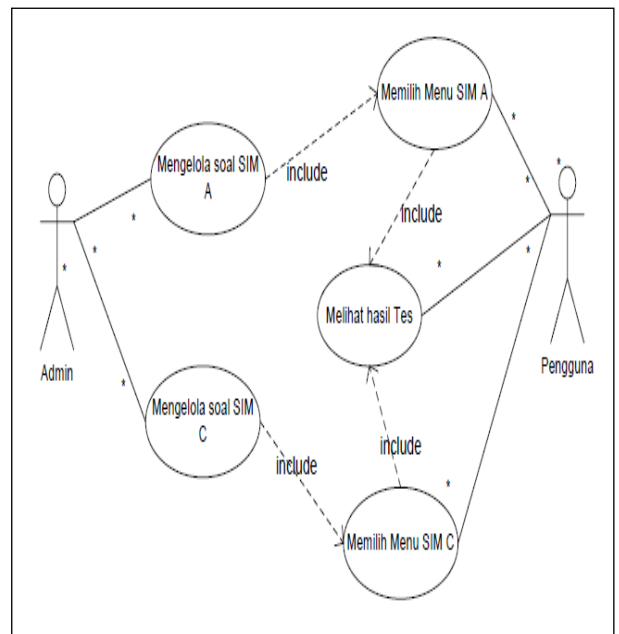 Memilih Menu SIM A
*
*
*
Mengelola soal SIM
A
include
*
*
include
*
*
*
Melihat hasil Tes
Admin
Pengguna
*
Mengelola soal SIM
C
include
include
*
Memilih Menu SIM C